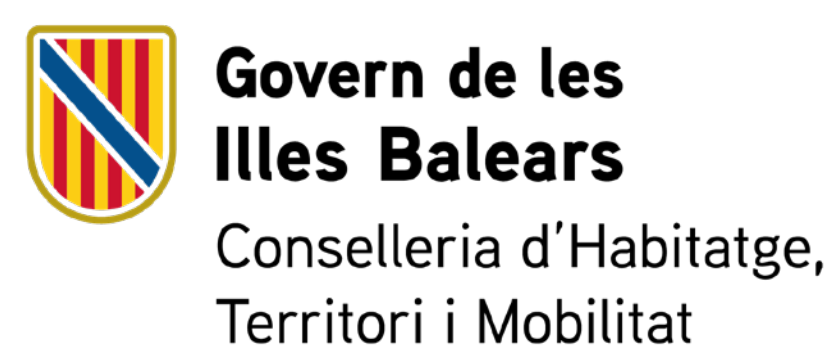 Govern de les
Illes Balears
Conselleria d'Habitatge,
Territori i Mobilitat